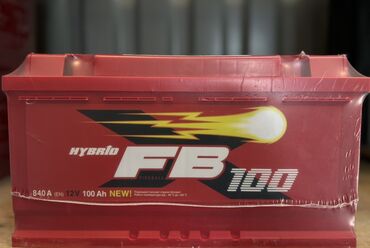 HYBRID FB 100
840 A (EN) 12V 100 Ah NEW!